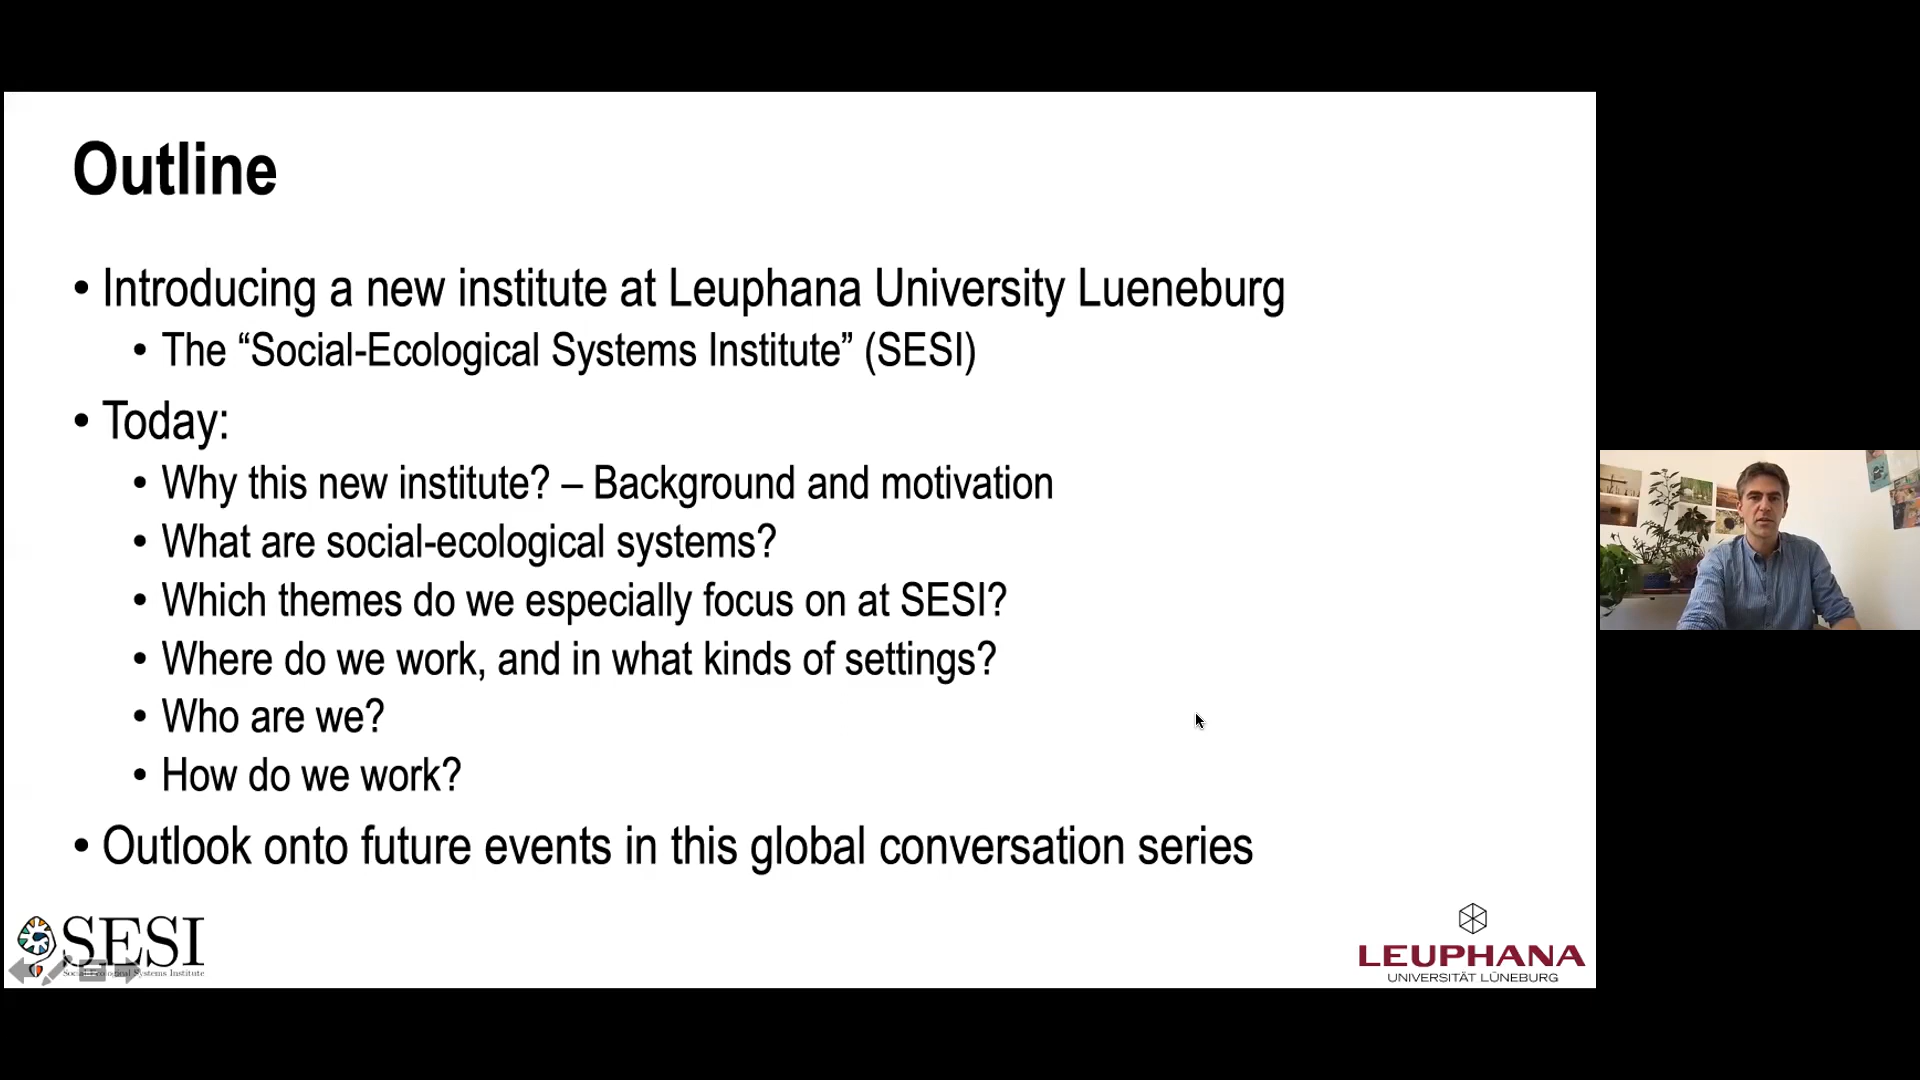 Outline
• Introducing a new institute at Leuphana University Lueneburg
• The “Social-Ecological Systems Institute” (SESI)
• Today:
• Why this new institute? – Background and motivation
• What are social-ecological systems?
• Which themes do we especially focus on at SESI?
• Where do we work, and in what kinds of settings?
• Who are we?
• How do we work?
• Outlook onto future events in this global conversation series
SESI
Social-Ecological Systems Institute
LEUPHANA
UNIVERSITÄT LÜNEBURG